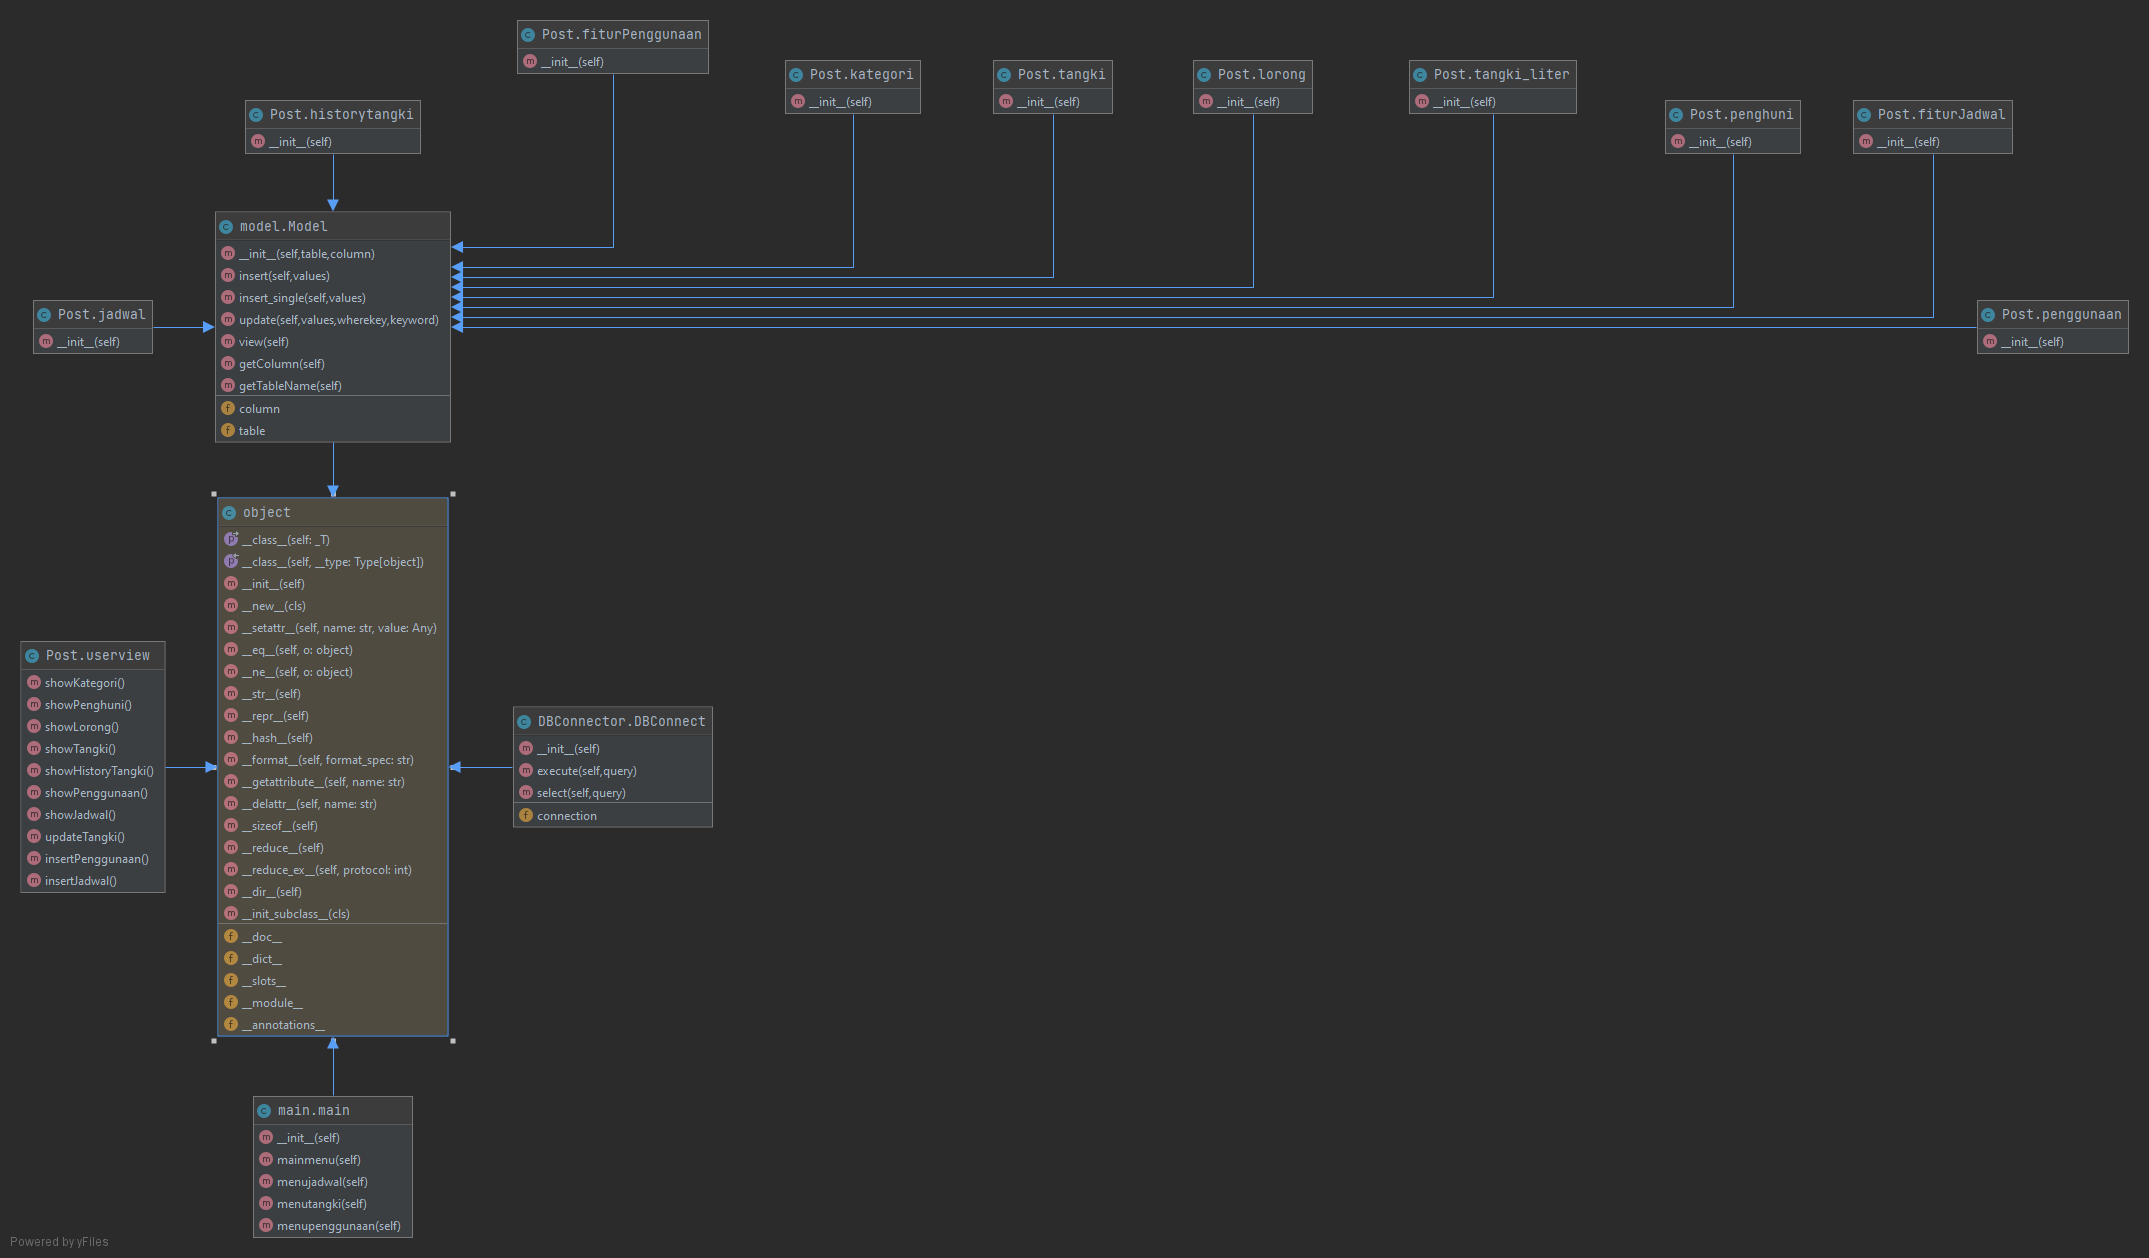 Post.fiturPenggunaan
__init__(self)
Post.kategori
__init__(self)
Post.tangki
__init__(self)
Post.lorong
__init__(self)
Post.tangki_liter
__init__(self)
Post.historytangki
__init__(self)
Post.penghuni
__init__(self)
Post.fiturJadwal
__init__(self)
model.Model
__init__(self,table,column)
insert(self,values)
insert_single(self,values)
update(self,values,wherekey,keyword)
view(self)
getColumn(self)
getTableName(self)
column
table
Post.jadwal
__init__(self)
Post.penggunaan
__init__(self)
object
__class__(self: _T)
__class__(self, __type: Type[object])
__init__(self)
__new__(cls)
__setattr__(self, name: str, value: Any)
__eq__(self, o: object)
__ne__(self, o: object)
__str__(self)
__repr__(self)
__hash__(self)
__format__(self, format_spec: str)
__getattribute__(self, name: str)
__delattr__(self, name: str)
__sizeof__(self)
__reduce__(self)
__reduce_ex__(self, protocol: int)
__dir__(self)
__init_subclass__(cls)
__doc__
__dict__
__slots__
__module__
__annotations__
Post.userview
showKategori()
showPenghuni()
showLorong()
showTangki()
showHistoryTangki()
showPenggunaan()
showJadwal()
updateTangki()
insertPenggunaan()
insertJadwal()
DBConnector.DBConnect
__init__(self)
execute(self,query)
select(self,query)
connection
main.main
__init__(self)
mainmenu(self)
menujadwal(self)
menutangki(self)
menupenggunaan(self)
Powered by yFiles